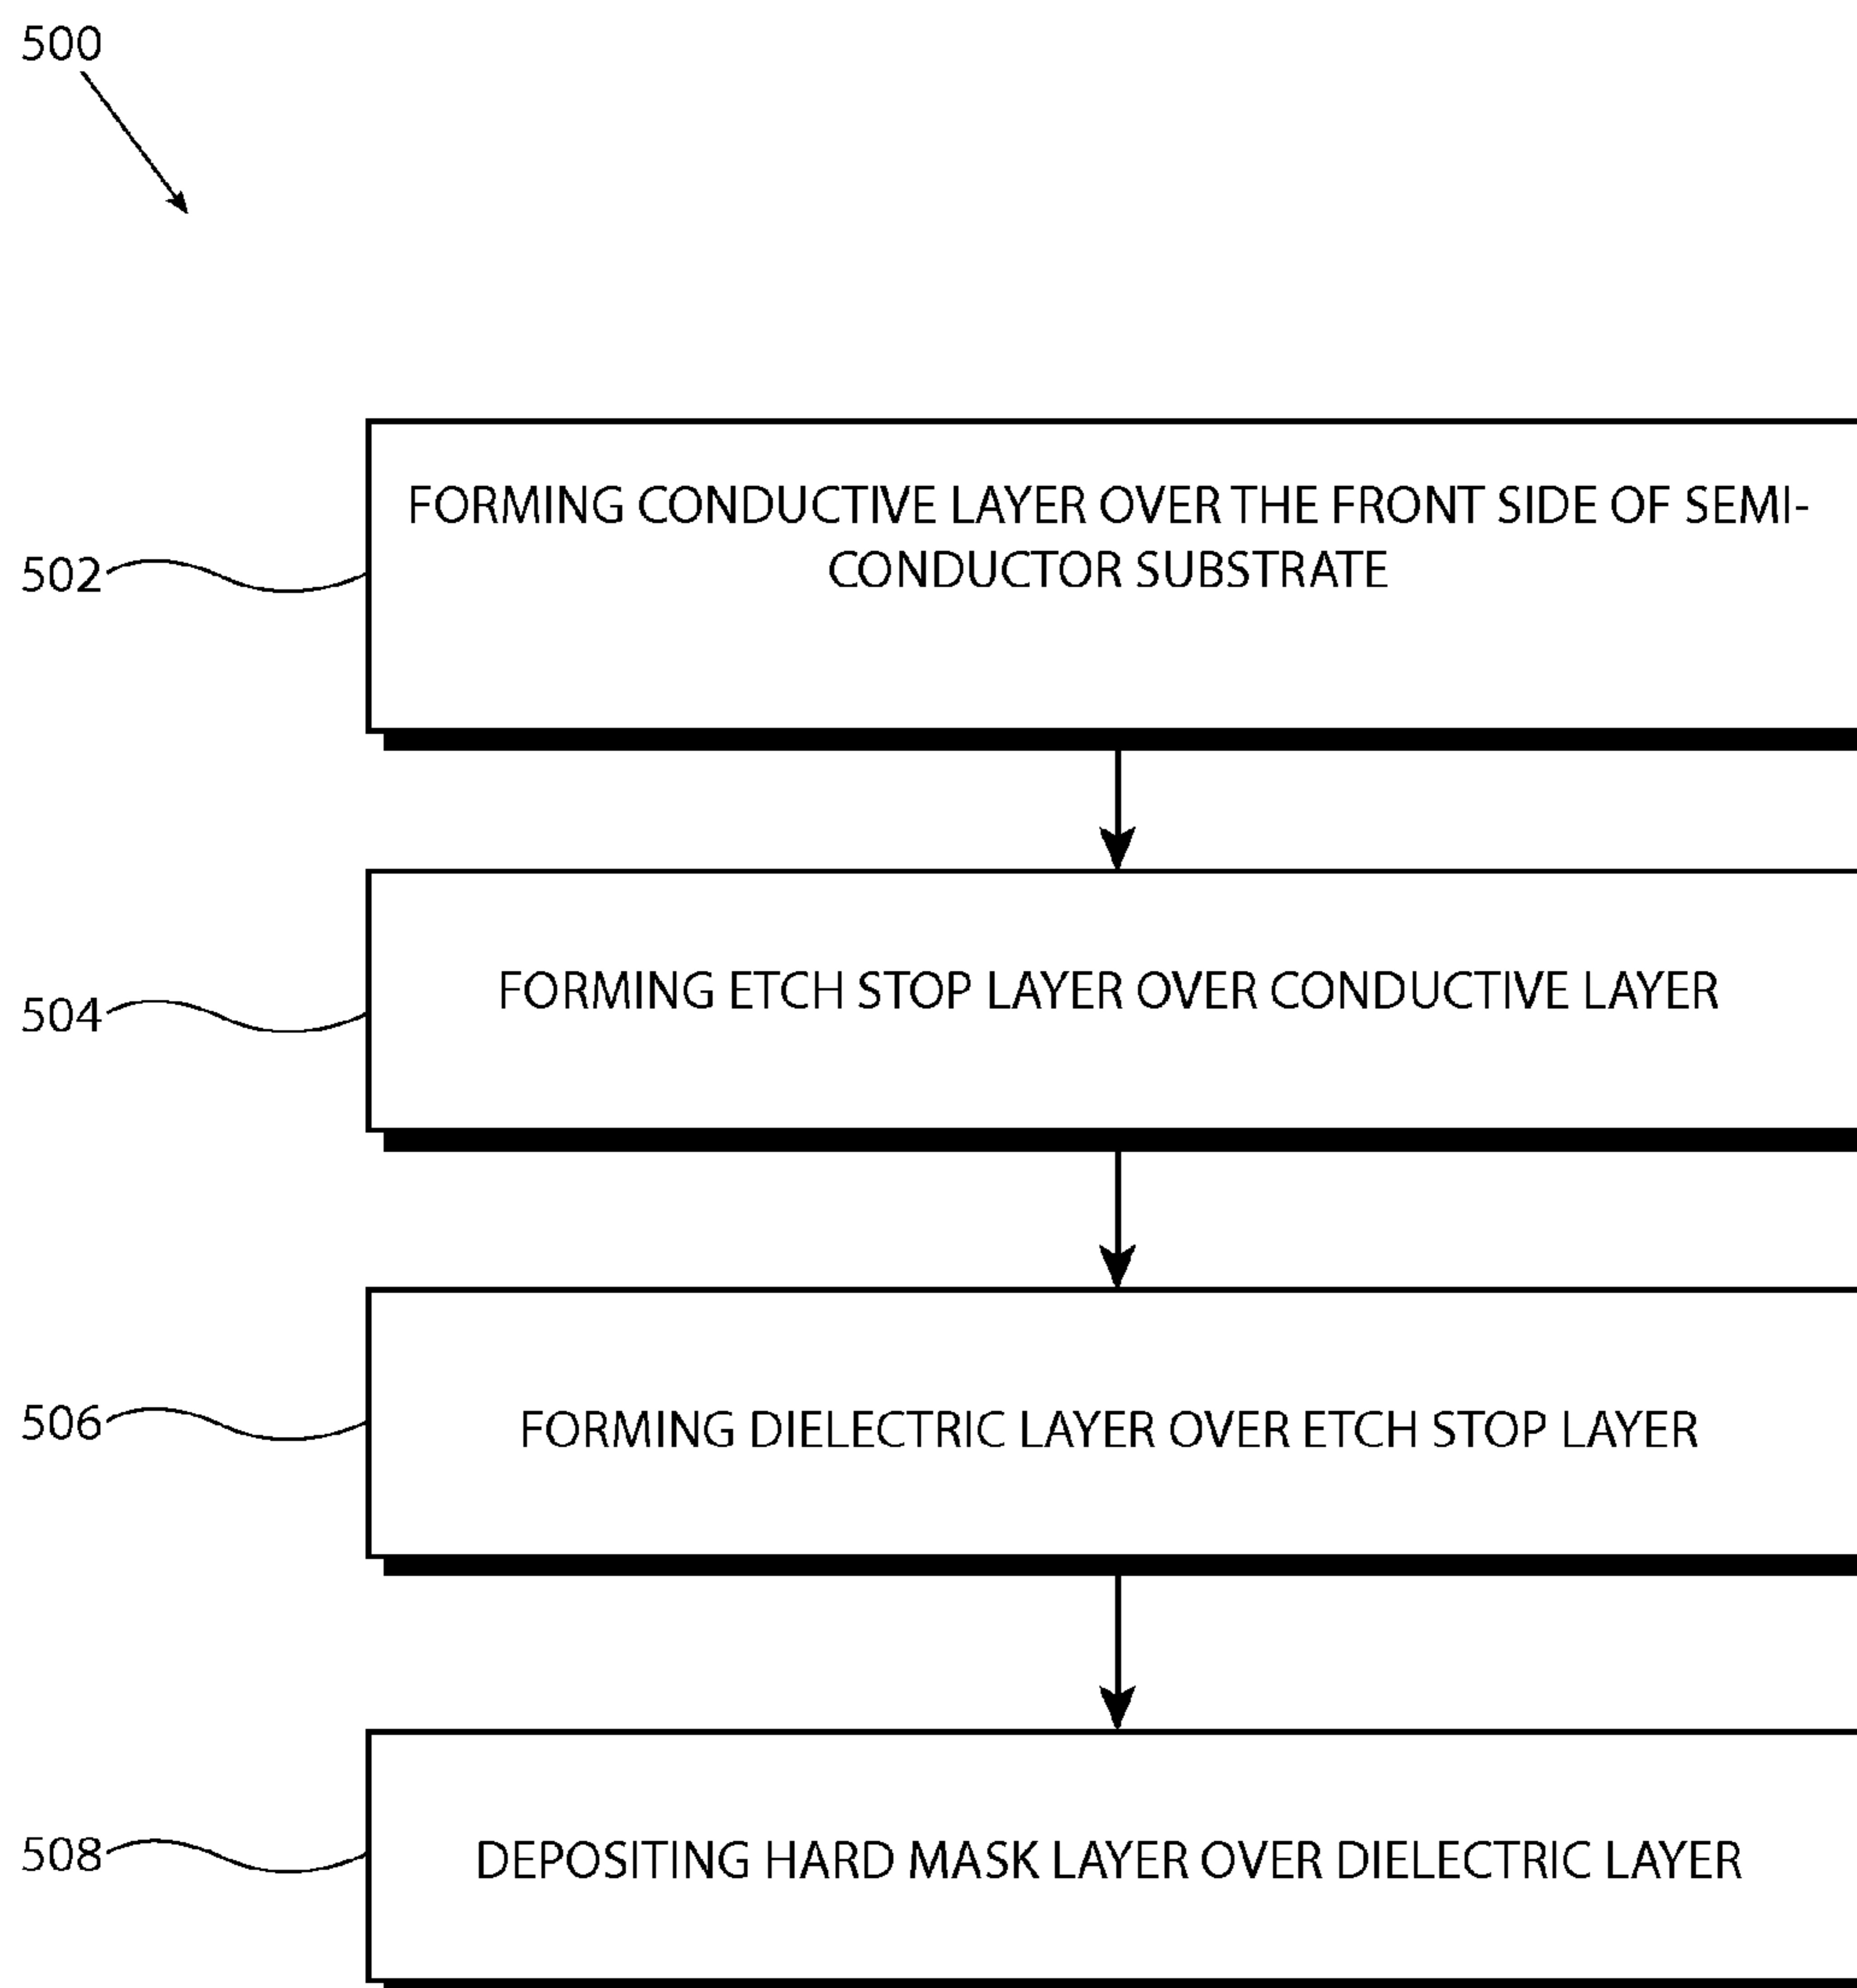 500
FORMING CONDUCTIVE LAYER OVER THE FRONT SIDE OF SEMI-
CONDUCTOR SUBSTRATE
502
FORMING ETCH STOP LAYER OVER CONDUCTIVE LAYER
504
FORMING DIELECTRIC LAYER OVER ETCH STOP LAYER
506
DEPOSITING HARD MASK LAYER OVER DIELECTRIC LAYER
508